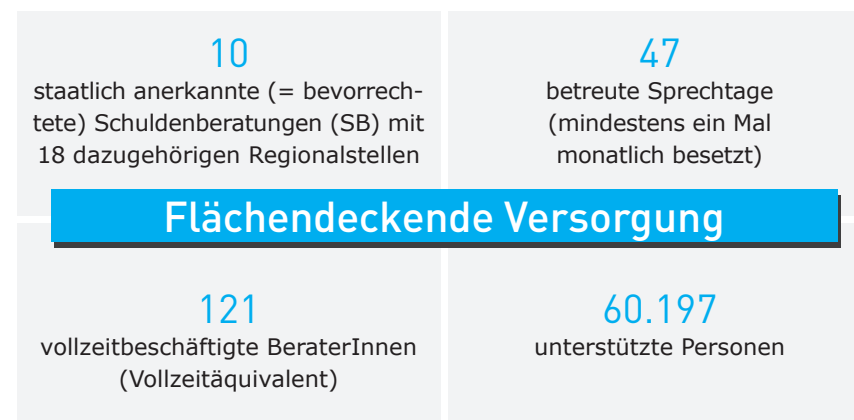 10
staatlich anerkannte (= bevorrech-
tete) Schuldenberatungen (SB) mit
18 dazugehörigen Regionalstellen
47
betreute Sprechtage
(mindestens ein Mal
monatlich besetzt)
Flächendeckende Versorgung
121
vollzeitbeschäftigte BeraterInnen
(Vollzeitäquivalent)
60.197
unterstützte Personen